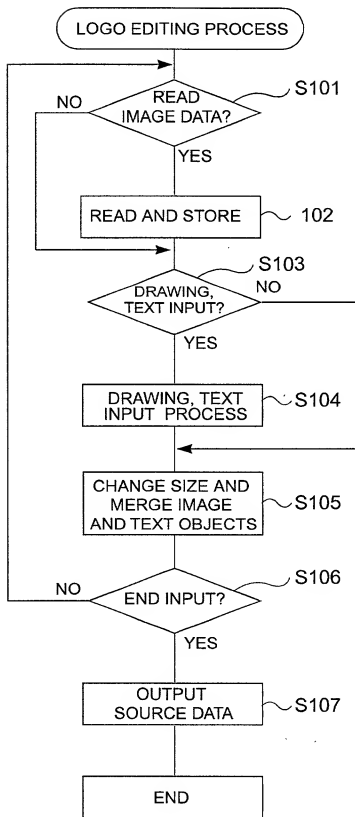 LOGO EDITING PROCESS
S101
NO
READ
IMAGE DATA?
YES
READ AND STORE
102
S103
DRAWING,
TEXT INPUT?
NO
YES
DRAWING, TEXT
INPUT PROCESS
S104
CHANGE SIZE AND
MERGE IMAGE
AND TEXT OBJECTS
S105
S106
NO
END INPUT?
YES
OUTPUT
SOURCE DATA
S107
END